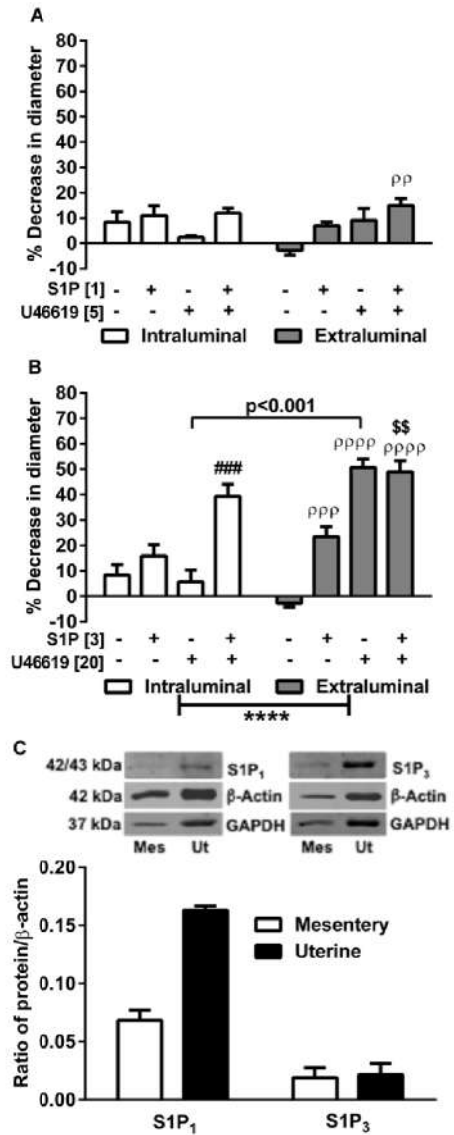 A
% Decrease in diameter
80
70
60
50
40
30
20
10
0
-10
ρρ
S1P [1] - + - + - + - +
U46619 [5] - - + + - - + +
Intraluminal Extraluminal
B
% Decrease in diameter
80
70
60
50
40
30
20
10
0
-10
p<0.001
###
ρρρ
ρρρρ
$$
ρρρρ
S1P [3] - + - + - + - +
U46619 [20] - - + + - - + +
Intraluminal Extraluminal
****
C
42/43 kDa S1P1 S1P3
42 kDa β-Actin β-Actin
37 kDa GAPDH GAPDH
Mes Ut Mes Ut
Ratio of protein/β-actin
0.20
0.15
0.10
0.05
0.00
Mesentery
Uterine
S1P1 S1P3